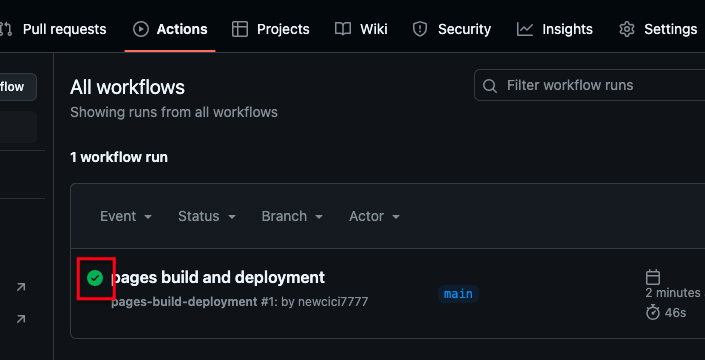 Pull requests Actions Projects Wiki Security Insights Settings
flow
All workflows
Filter workflow runs
Showing runs from all workflows
1 workflow run
Event Status Branch Actor
pages build and deployment
pages-build-deployment #1: by newcici7777
main
2 minutes
46s